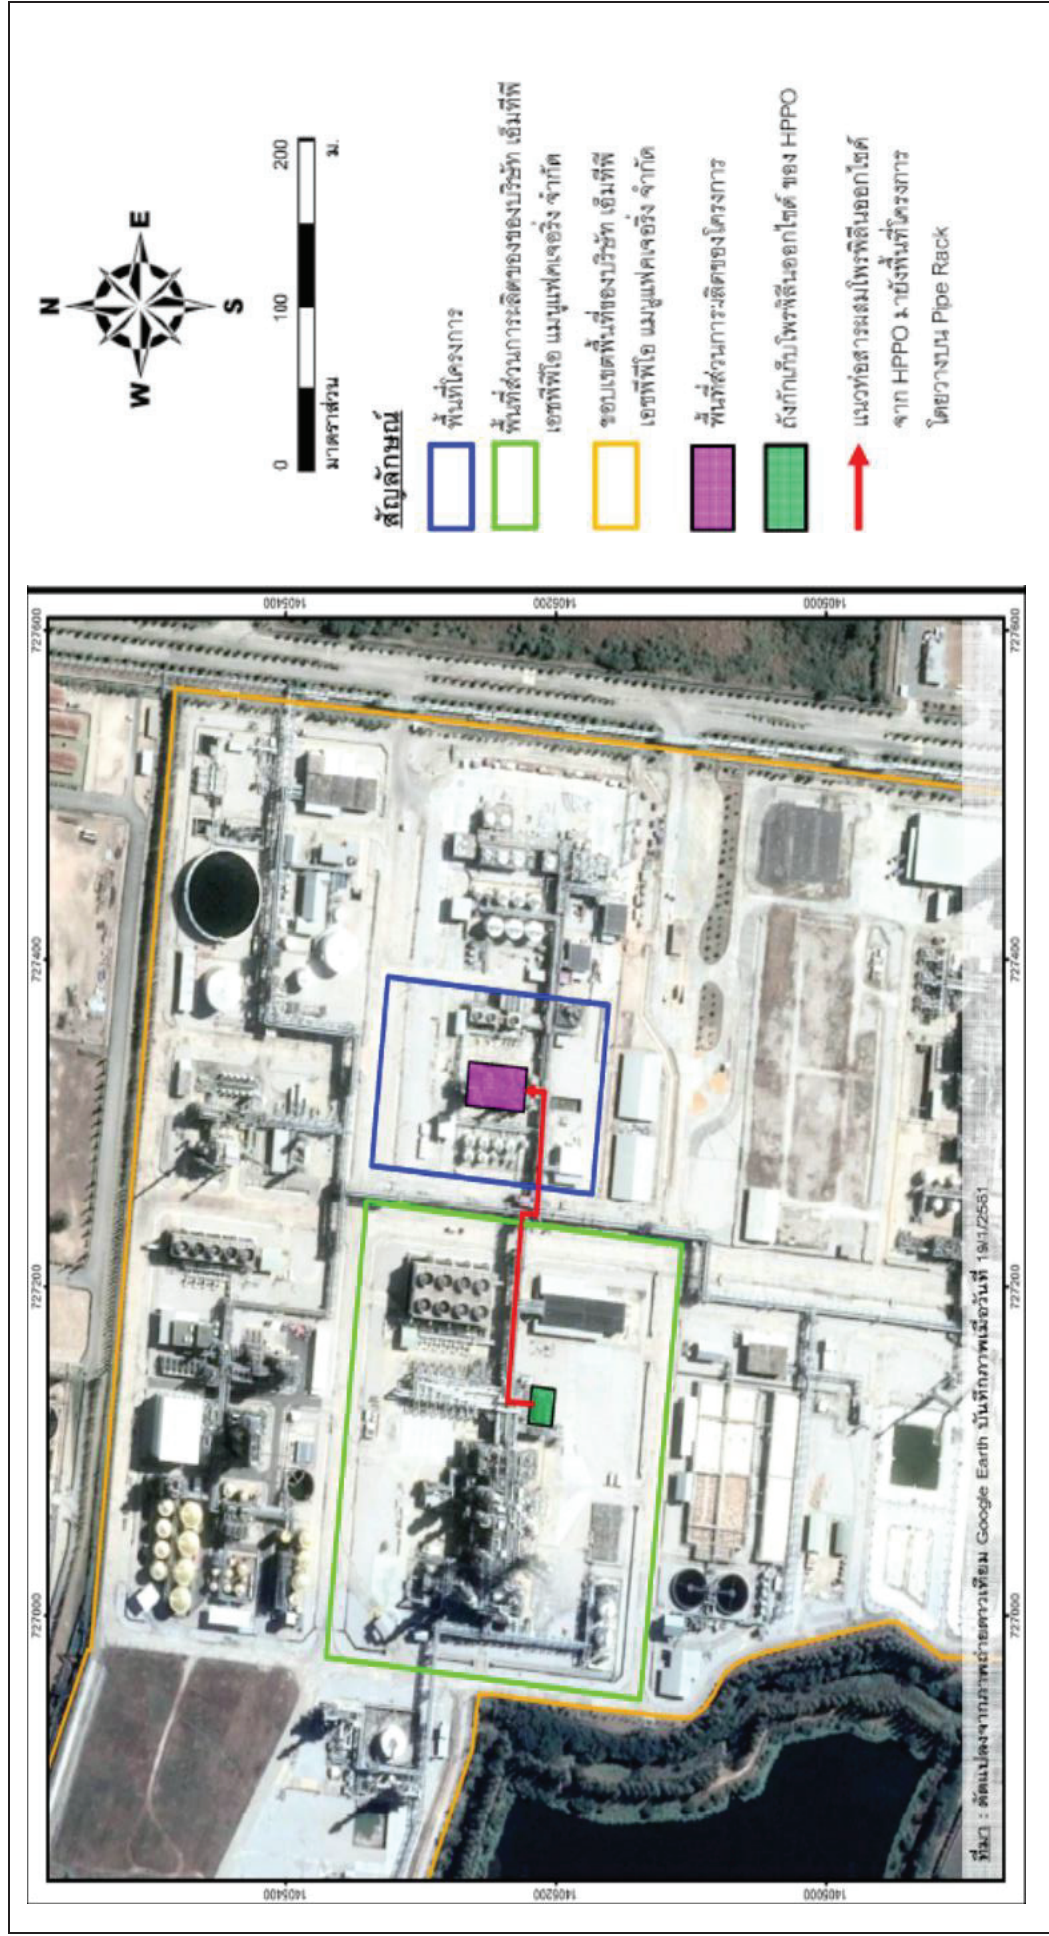 N
W
E
S
0
100
200
มาตราส่วน
ม.
สัญลักษณ์
พื้นที่โครงการ
พื้นที่ส่วนการผลิตของของบริษัท เอ็มทีพี
เอชพีพีโอ แมนูแฟคเจอริ่ง จำกัด
ขอบเขตพื้นที่ของบริษัท เอ็มทีพี
เอชพีพีโอ แมนูแฟคเจอริ่ง จำกัด
พื้นที่ส่วนการผลิตของโครงการ
ถังกักเก็บโพรพิลีนออกไซด์ ของ HPPO
แนวท่อสารผสมโพรพิลีนออกไซด์
จาก HPPO มายังพื้นที่โครงการ
โดยวางบน Pipe Rack
727000
727200
727400
727600
1405400
1405200
1405000
1405400
1405200
1405000
727000
727200
727400
727600
ที่มา : ดัดแปลงจากภาพถ่ายดาวเทียม Google Earth บันทึกภาพเมื่อวันที่ 19/1/2561